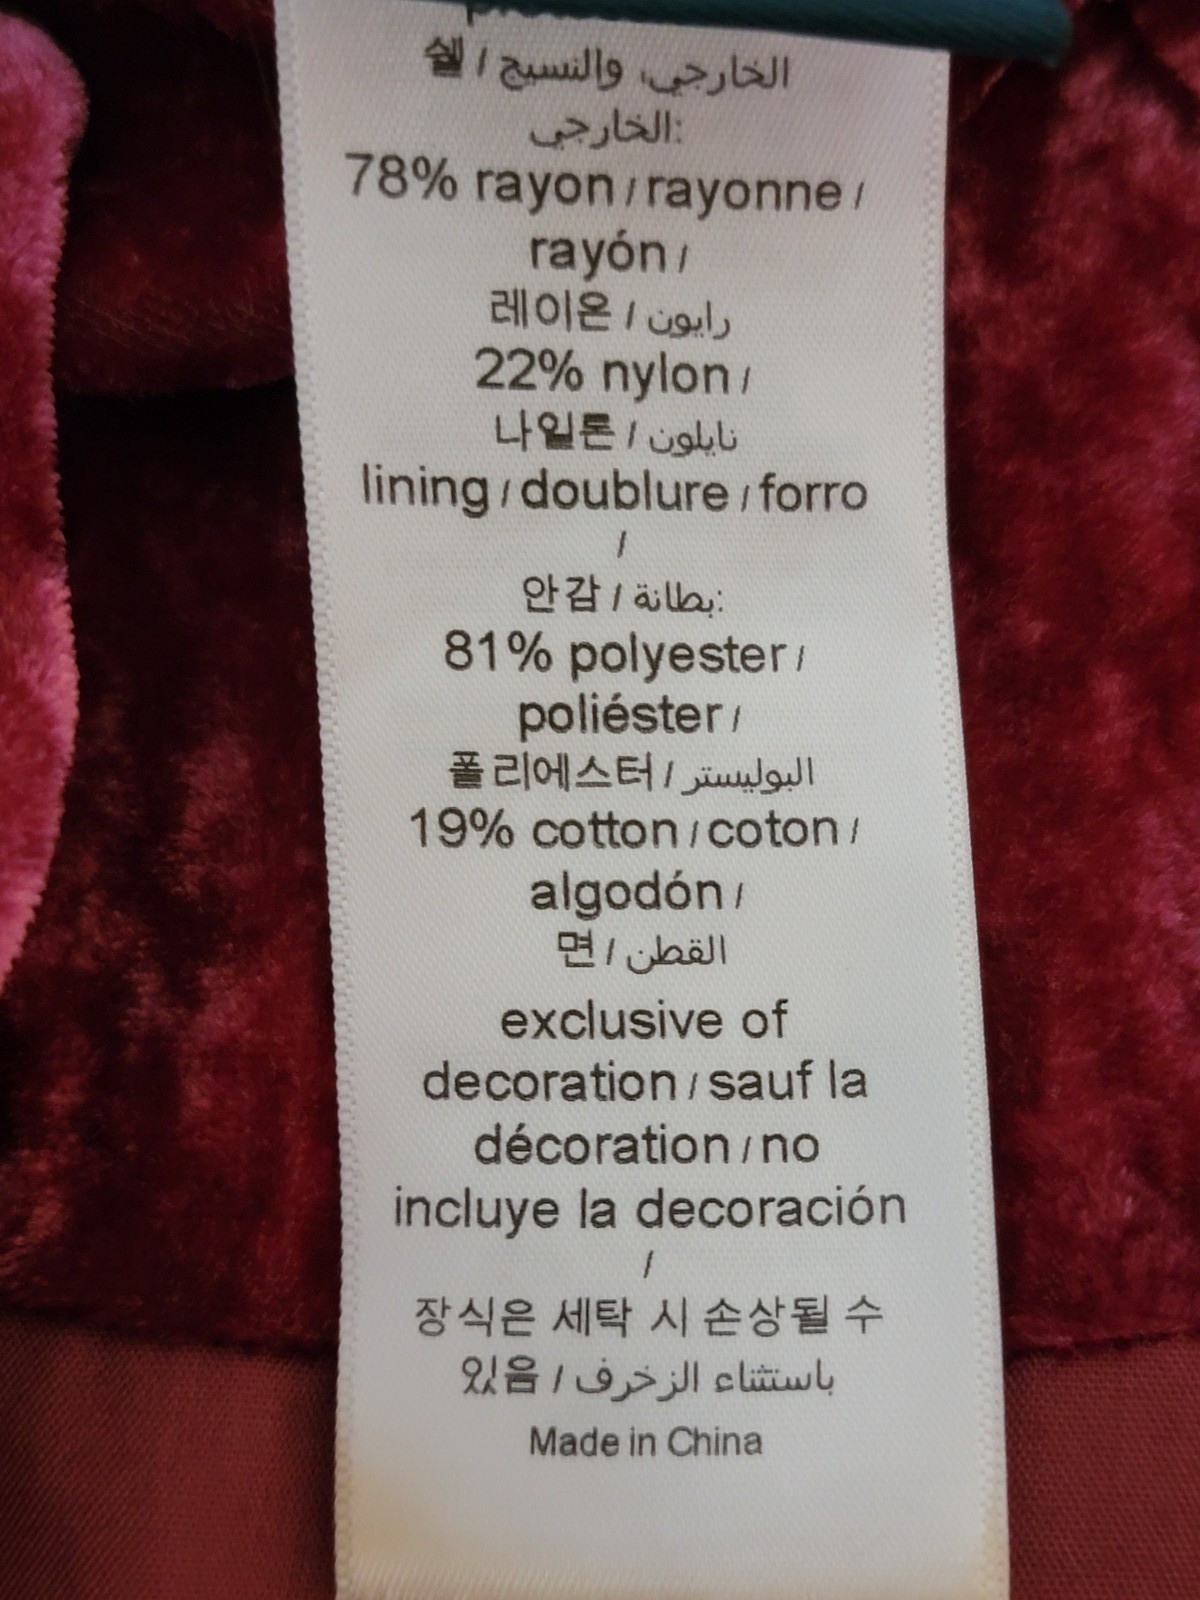 쉘 / الخارجي، والنسيج
الخارجي:
78% rayon / rayonne /
rayón /
레이온 / رايون
22% nylon /
나일론 / نايلون
lining / doublure / forro
/
안감 / بطانة:
81% polyester /
poliéster /
폴리에스터 / البوليستر
19% cotton / coton /
algodón /
면 / القطن
exclusive of
decoration / sauf la
décoration / no
incluye la decoración
/
장식은 세탁 시 손상될 수
있음 / باستثناء الزخرف
Made in China